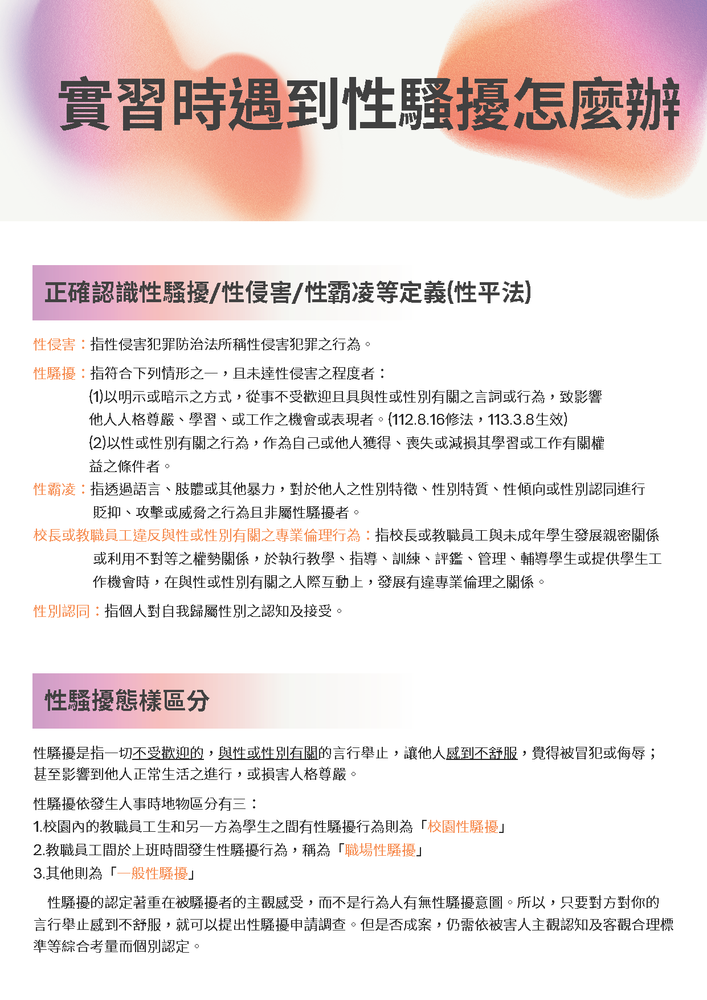 實習時遇到性騷擾怎麼辦
正確認識性騷擾/性侵害/性霸凌等定義(性平法)
性侵害：指性侵害犯罪防治法所稱性侵害犯罪之行為。
性騷擾：指符合下列情形之一，且未達性侵害之程度者：
(1)以明示或暗示之方式，從事不受歡迎且具與性或性別有關之言詞或行為，致影響
他人人格尊嚴、學習、或工作之機會或表現者。(112.8.16修法，113.3.8生效)
(2)以性或性別有關之行為，作為自己或他人獲得、喪失或減損其學習或工作有關權
益之條件者。
性霸凌：指透過語言、肢體或其他暴力，對於他人之性別特徵、性別特質、性傾向或性別認同進行
貶抑、攻擊或威脅之行為且非屬性騷擾者。
校長或教職員工違反與性或性別有關之專業倫理行為：指校長或教職員工與未成年學生發展親密關係
或利用不對等之權勢關係，於執行教學、指導、訓練、評鑑、管理、輔導學生或提供學生工
作機會時，在與性或性別有關之人際互動上，發展有違專業倫理之關係。
性別認同：指個人對自我歸屬性別之認知及接受。
性騷擾態樣區分
性騷擾是指一切不受歡迎的，與性或性別有關的言行舉止，讓他人感到不舒服，覺得被冒犯或侮辱；
甚至影響到他人正常生活之進行，或損害人格尊嚴。
性騷擾依發生人事時地物區分有三：
1.校園內的教職員工生和另一方為學生之間有性騷擾行為則為「校園性騷擾」
2.教職員工間於上班時間發生性騷擾行為，稱為「職場性騷擾」
3.其他則為「一般性騷擾」
性騷擾的認定著重在被騷擾者的主觀感受，而不是行為人有無性騷擾意圖。所以，只要對方對你的
言行舉止感到不舒服，就可以提出性騷擾申請調查。但是否成案，仍需依被害人主觀認知及客觀合理標
準等綜合考量而個別認定。